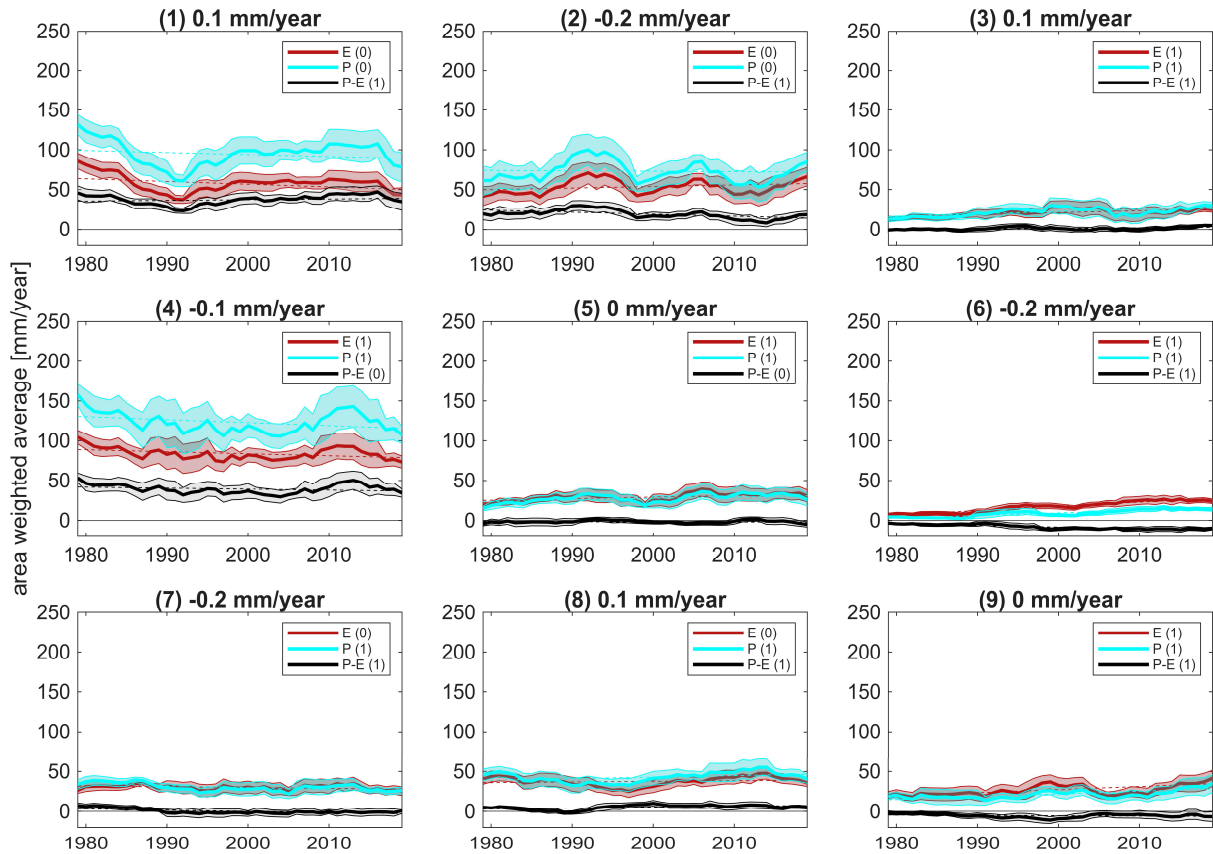 (1) 0.1 mm/year
(2) -0.2 mm/year
(3) 0.1 mm/year
250
200
150
100
50
0
E (0)
P (0)
P-E (1)
1980 1990 2000 2010
250
200
150
100
50
0
E (0)
P (0)
P-E (1)
1980 1990 2000 2010
250
200
150
100
50
0
E (1)
P (1)
P-E (1)
1980 1990 2000 2010
area weighted average [mm/year]
(4) -0.1 mm/year
(5) 0 mm/year
(6) -0.2 mm/year
250
200
150
100
50
0
E (1)
P (1)
P-E (0)
1980 1990 2000 2010
250
200
150
100
50
0
E (1)
P (1)
P-E (0)
1980 1990 2000 2010
250
200
150
100
50
0
E (1)
P (1)
P-E (1)
1980 1990 2000 2010
(7) -0.2 mm/year
(8) 0.1 mm/year
(9) 0 mm/year
250
200
150
100
50
0
E (0)
P (1)
P-E (1)
1980 1990 2000 2010
250
200
150
100
50
0
E (0)
P (1)
P-E (1)
1980 1990 2000 2010
250
200
150
100
50
0
E (1)
P (1)
P-E (1)
1980 1990 2000 2010